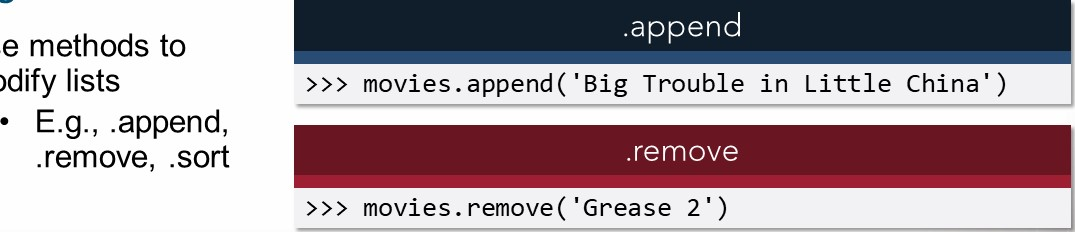 se methods to
odify lists
• E.g., .append,
.remove, .sort
.append
>>> movies.append('Big Trouble in Little China')
.remove
>>> movies.remove('Grease 2')